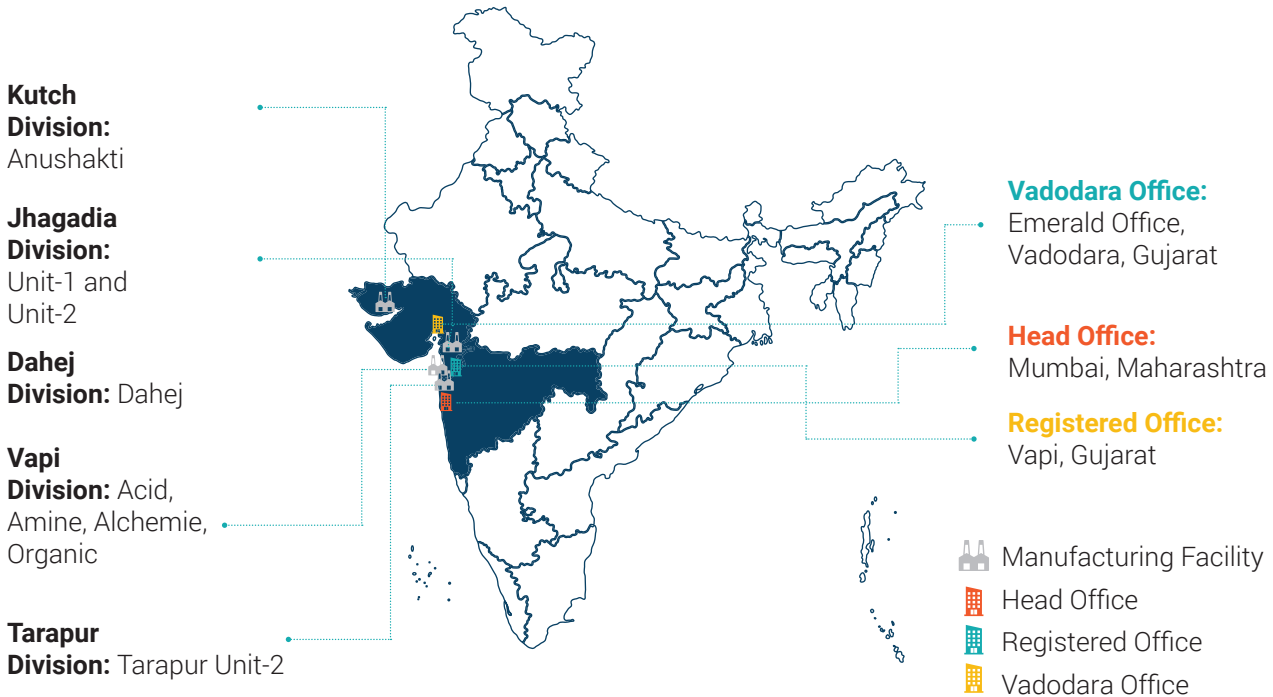 Kutch
Division:
Anushakti
Jhagadia
Division:
Unit-1 and
Unit-2
Dahej
Division: Dahej
Vapi
Division: Acid,
Amine, Alchemie,
Organic
Tarapur
Division: Tarapur Unit-2
Vadodara Office:
Emerald Office,
Vadodara, Gujarat
Head Office:
Mumbai, Maharashtra
Registered Office:
Vapi, Gujarat
Manufacturing Facility
Head Office
Registered Office
Vadodara Office